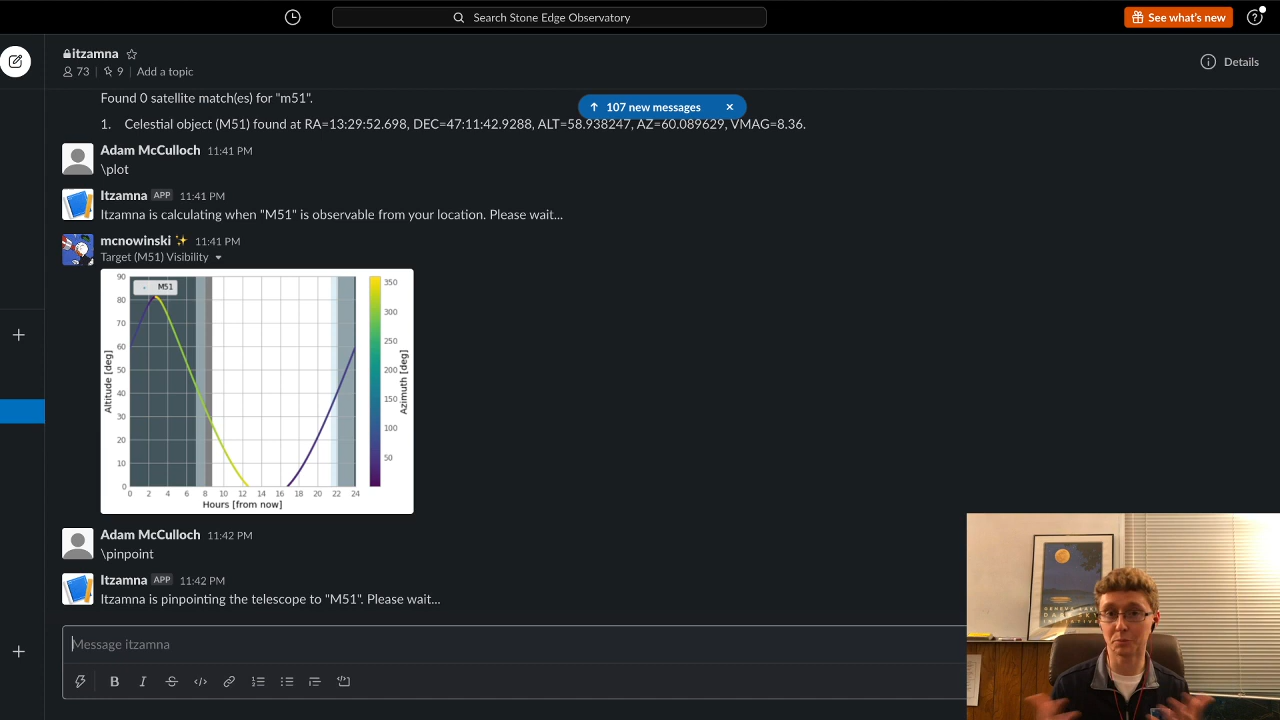 Search Stone Edge Observatory
See what's new
itzamna
73 | 9 | Add a topic
Details
Found 0 satellite match(es) for "m51".
107 new messages
1. Celestial object (M51) found at RA=13:29:52.698, DEC=47:11:42.9288, ALT=58.938247, AZ=60.089629, VMAG=8.36.
Adam McCulloch 11:41 PM
\plot
Itzamna APP 11:41 PM
Itzamna is calculating when "M51" is observable from your location. Please wait...
mcnowinski 11:41 PM
Target (M51) Visibility
M51
90
80
70
60
50
40
30
20
10
0
Altitude [deg]
0 2 4 6 8 10 12 14 16 18 20 22 24
Hours [from now]
350
300
250
200
150
100
50
Azimuth [deg]
Adam McCulloch 11:42 PM
\pinpoint
Itzamna APP 11:42 PM
Itzamna is pinpointing the telescope to "M51". Please wait...
Message itzamna
GENEVA LAKE
DARK SKY
INITIATIVE